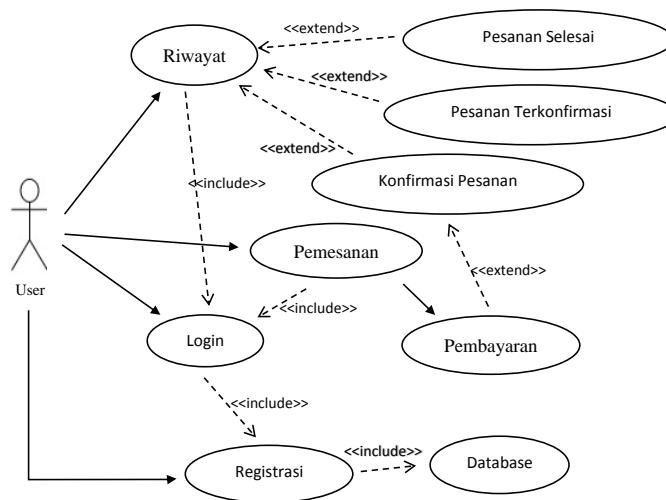 <<extend>>
Pesanan Selesai
Riwayat
<<extend>>
Pesanan Terkonfirmasi
<<extend>>
<<include>>
Konfirmasi Pesanan
Pemesanan
<<extend>>
User
<<include>>
Login
Pembayaran
<<include>>
<<include>>
Registrasi
Database